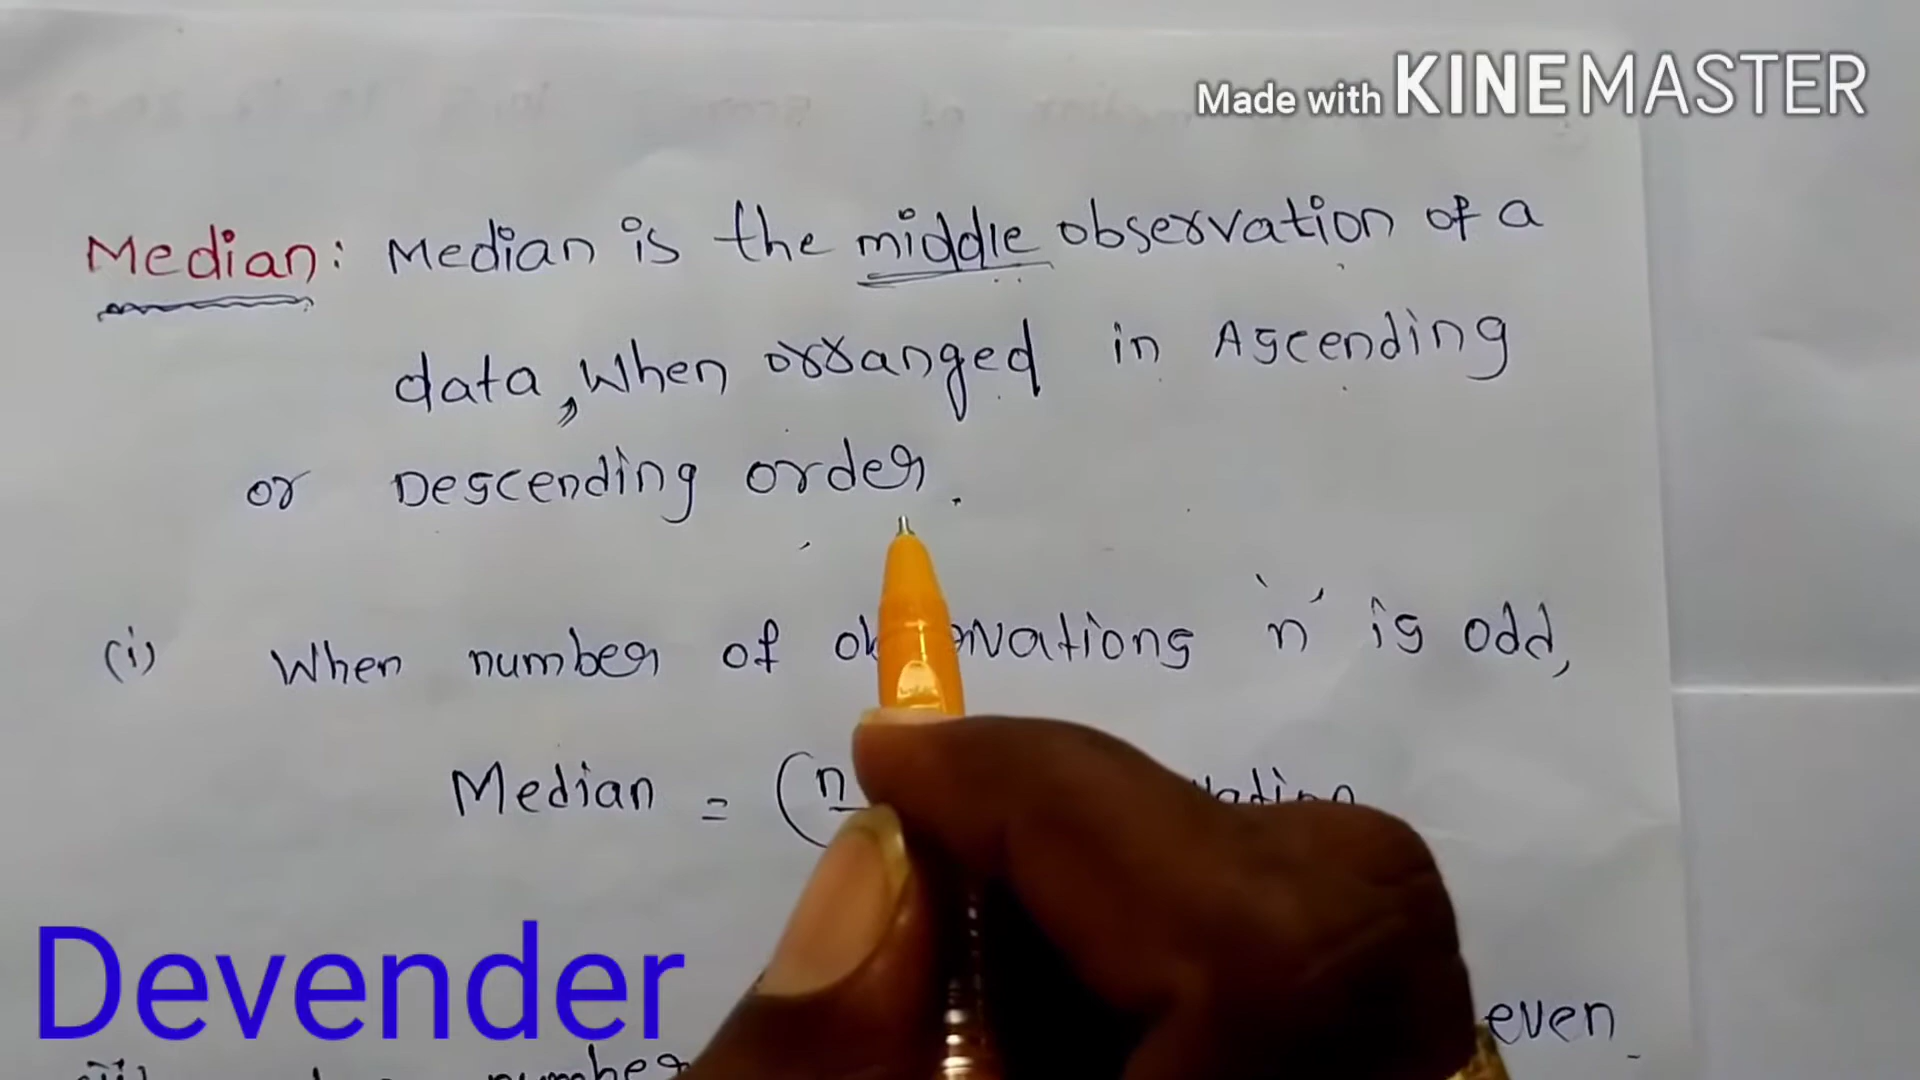 Made with KINEMASTER
Median: Median is the middle observation of a
data, when arranged in Ascending
or Descending order.
(i) When number of 'n' is odd,
Median = (n
Devender
even
number